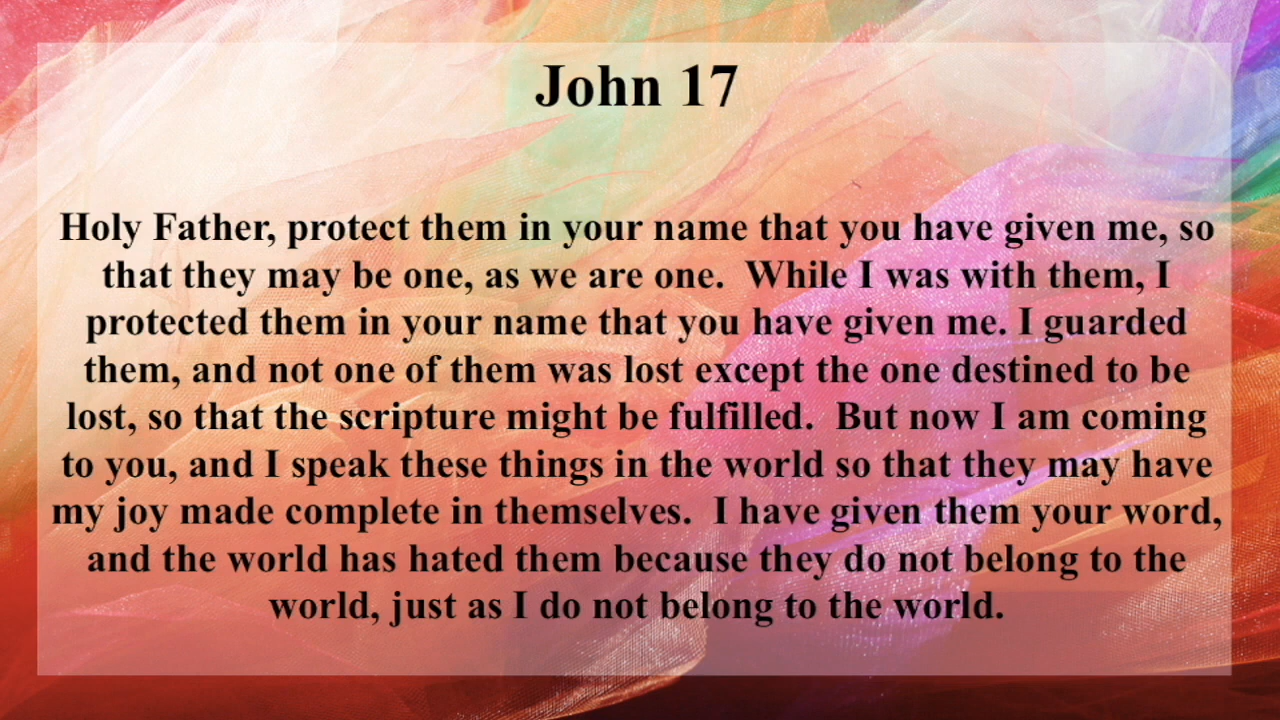 John 17
Holy Father, protect them in your name that you have given me, so
that they may be one, as we are one.  While I was with them, I
protected them in your name that you have given me. I guarded
them, and not one of them was lost except the one destined to be
lost, so that the scripture might be fulfilled.  But now I am coming
to you, and I speak these things in the world so that they may have
my joy made complete in themselves.  I have given them your word,
and the world has hated them because they do not belong to the
world, just as I do not belong to the world.